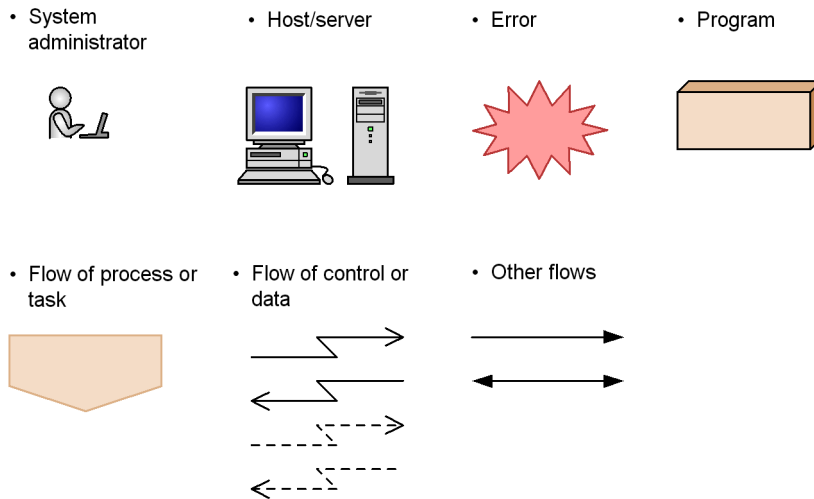 • System
administrator
• Host/server
• Error
• Program
• Flow of process or
task
• Flow of control or
data
• Other flows